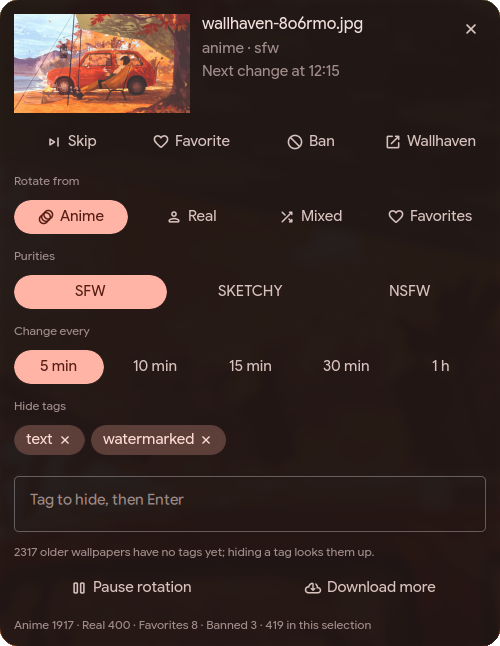 wallhaven-8o6rmo.jpg
anime · sfw
Next change at 12:15
Skip Favorite Ban Wallhaven
Rotate from
Anime Real Mixed Favorites
Purities
SFW SKETCHY NSFW
Change every
5 min 10 min 15 min 30 min 1 h
Hide tags
text × watermarked ×
Tag to hide, then Enter
2317 older wallpapers have no tags yet; hiding a tag looks them up.
Pause rotation Download more
Anime 1917 · Real 400 · Favorites 8 · Banned 3 · 419 in this selection